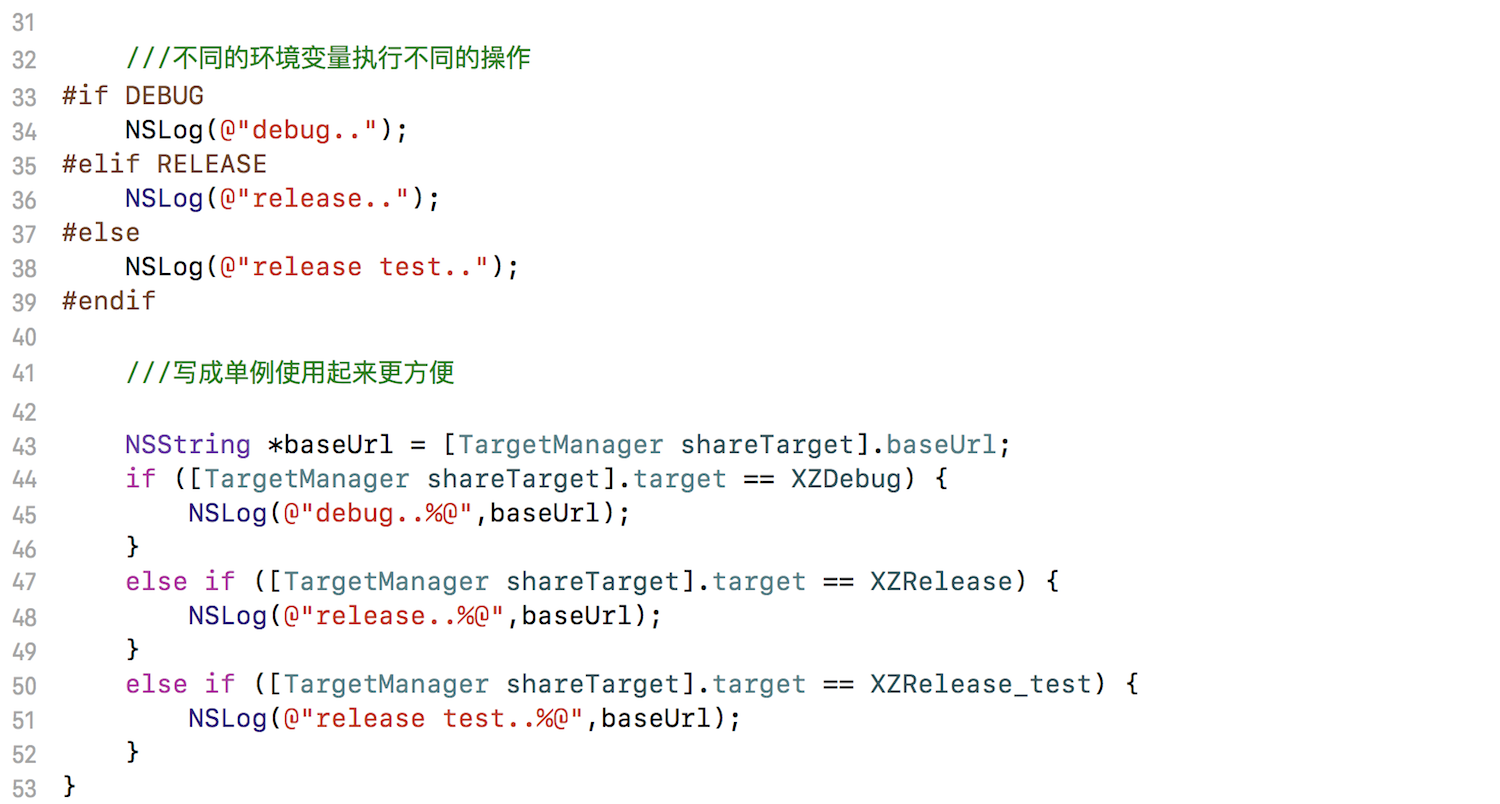 31
32 ///不同的环境变量执行不同的操作
33 #if DEBUG
34 NSLog(@"debug..");
35 #elif RELEASE
36 NSLog(@"release..");
37 #else
38 NSLog(@"release test..");
39 #endif
40
41 ///写成单例使用起来更方便
42
43 NSString *baseUrl = [TargetManager shareTarget].baseUrl;
44 if ([TargetManager shareTarget].target == XZDebug) {
45 NSLog(@"debug..%@",baseUrl);
46 }
47 else if ([TargetManager shareTarget].target == XZRelease) {
48 NSLog(@"release..%@",baseUrl);
49 }
50 else if ([TargetManager shareTarget].target == XZRelease_test) {
51 NSLog(@"release test..%@",baseUrl);
52 }
53 }